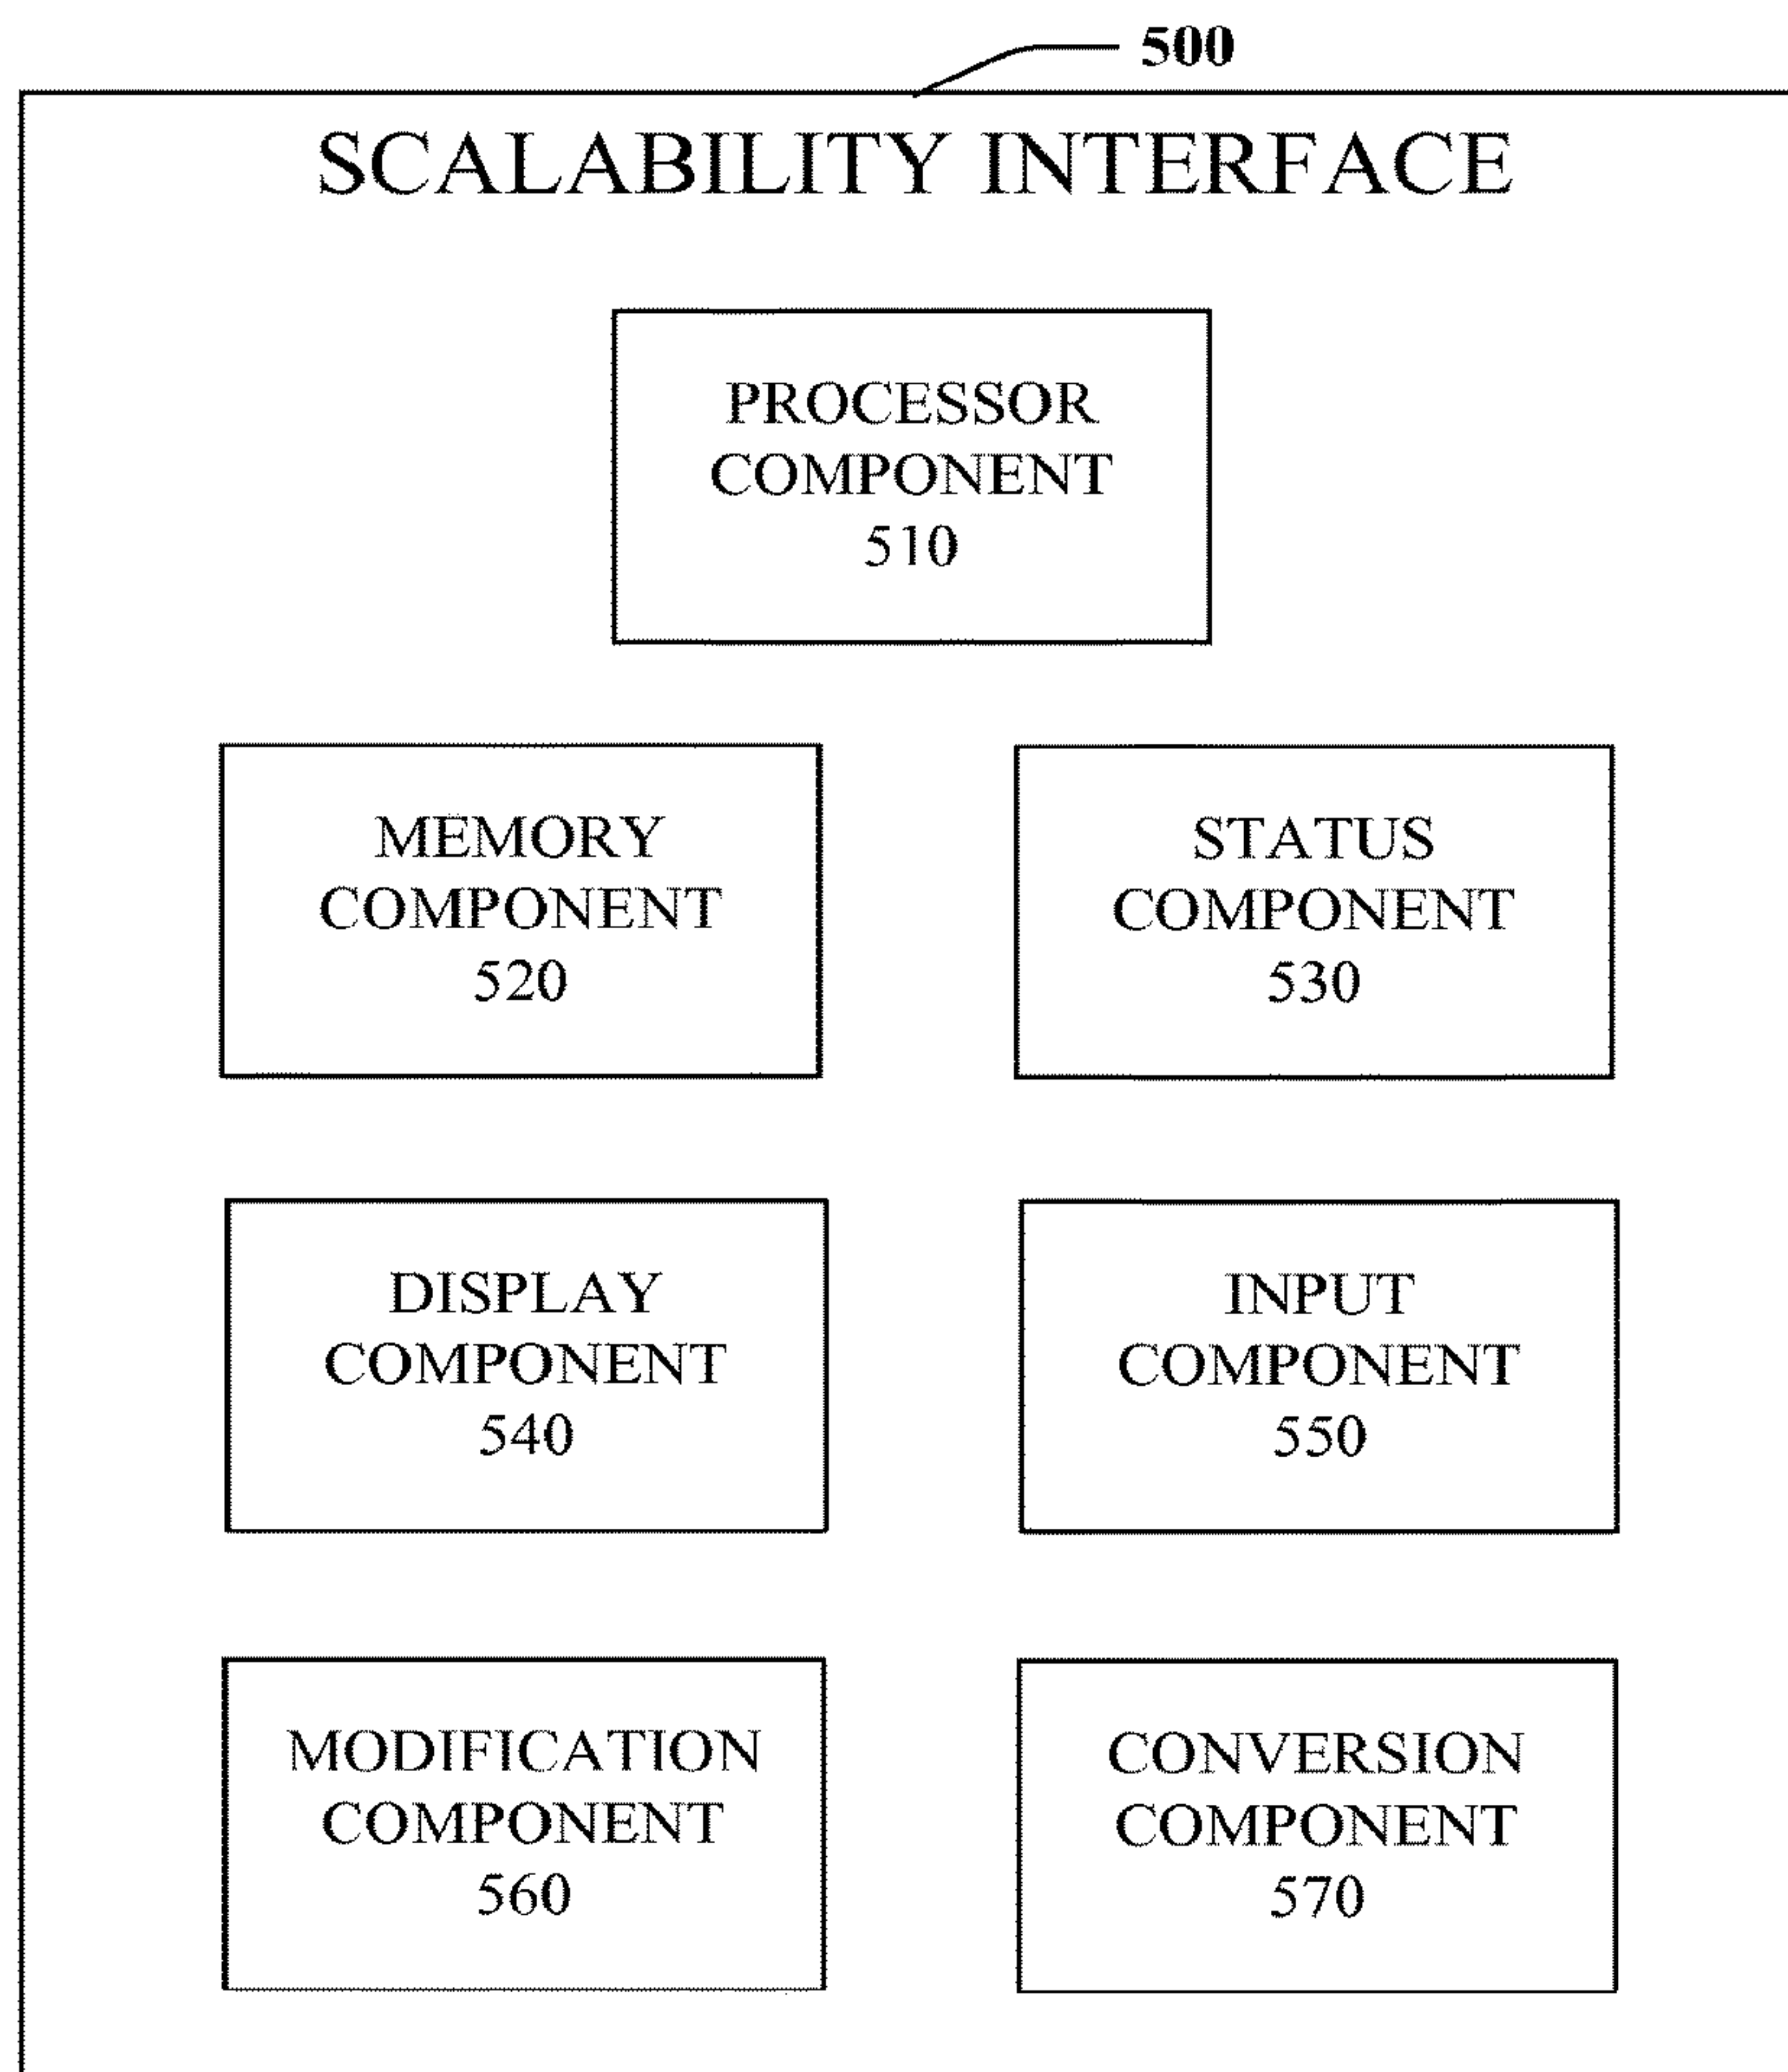 500
SCALABILITY INTERFACE
PROCESSOR
COMPONENT
510
MEMORY
COMPONENT
520
STATUS
COMPONENT
530
DISPLAY
COMPONENT
540
INPUT
COMPONENT
550
MODIFICATION
COMPONENT
560
CONVERSION
COMPONENT
570